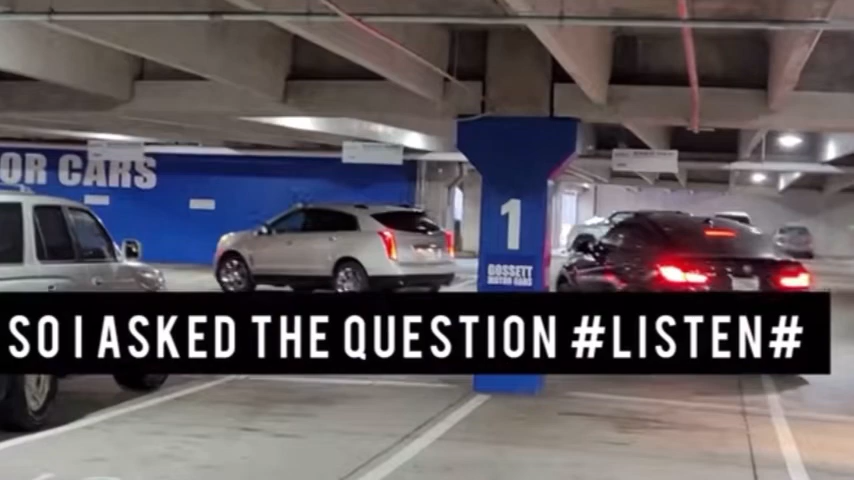 OR CARS
1
GOSSETT
MOTOR CARS
SO I ASKED THE QUESTION #LISTEN#